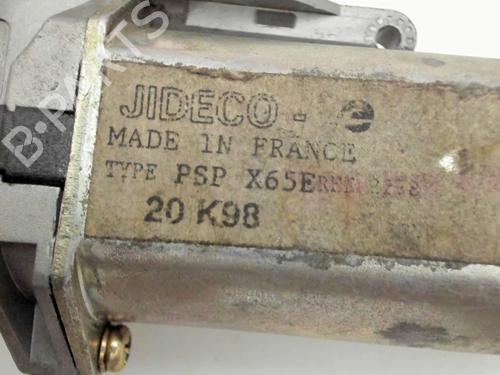 JIDECO -
MADE IN FRANCE
TYPE PSP X65E
20 K98
B-PARTS